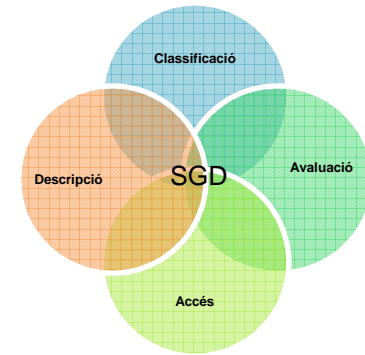 Classificació
Descripció
SGD
Avaluació
Accés